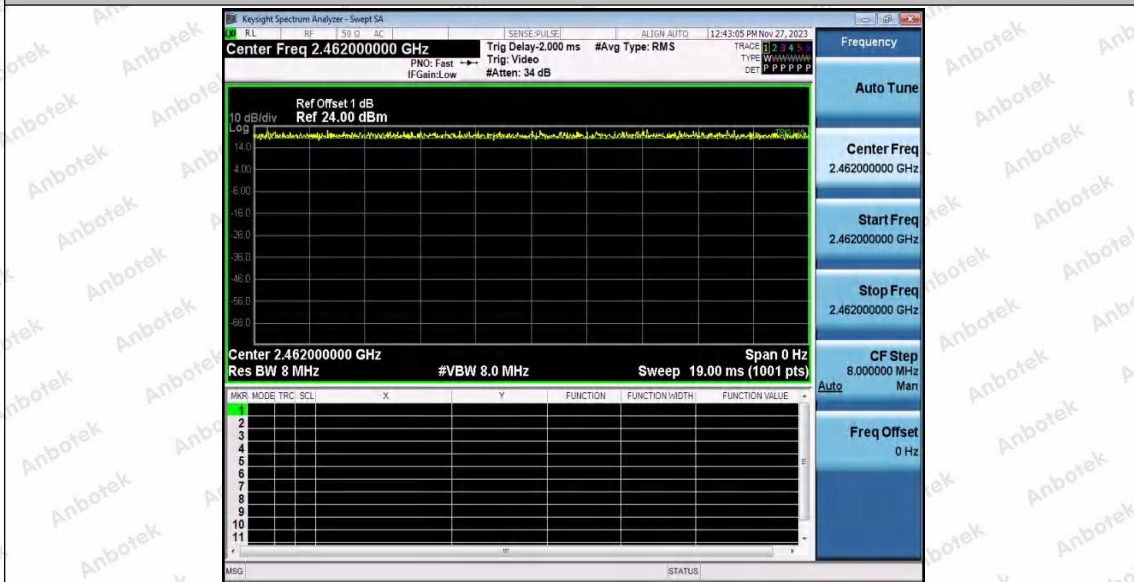 Keysight Spectrum Analyzer - Swept SA
RL RF 50 Ω AC SENSE:PULSE ALIGN AUTO 12:43:05 PM Nov 27, 2023
Center Freq 2.462000000 GHz
PNO: Fast
IFGain:Low
Trig Delay-2.000 ms
Trig: Video
#Atten: 34 dB
#Avg Type: RMS
TRACE 1 2 3 4 5 6
TYPE WWWWWW
DET P P P P P P
Ref Offset 1 dB
10 dB/div Ref 24.00 dBm
Log
14.0
4.00
-6.00
-16.0
-26.0
-36.0
-46.0
-56.0
-66.0
Center 2.462000000 GHz Span 0 Hz
Res BW 8 MHz #VBW 8.0 MHz Sweep 19.00 ms (1001 pts)
MKR MODE TRC SCL X Y FUNCTION FUNCTION WIDTH FUNCTION VALUE
1
2
3
4
5
6
7
8
9
10
11
MSG STATUS
Frequency
Auto Tune
Center Freq
2.462000000 GHz
Start Freq
2.462000000 GHz
Stop Freq
2.462000000 GHz
CF Step
8.000000 MHz
Auto Man
Freq Offset
0 Hz
Anbotek